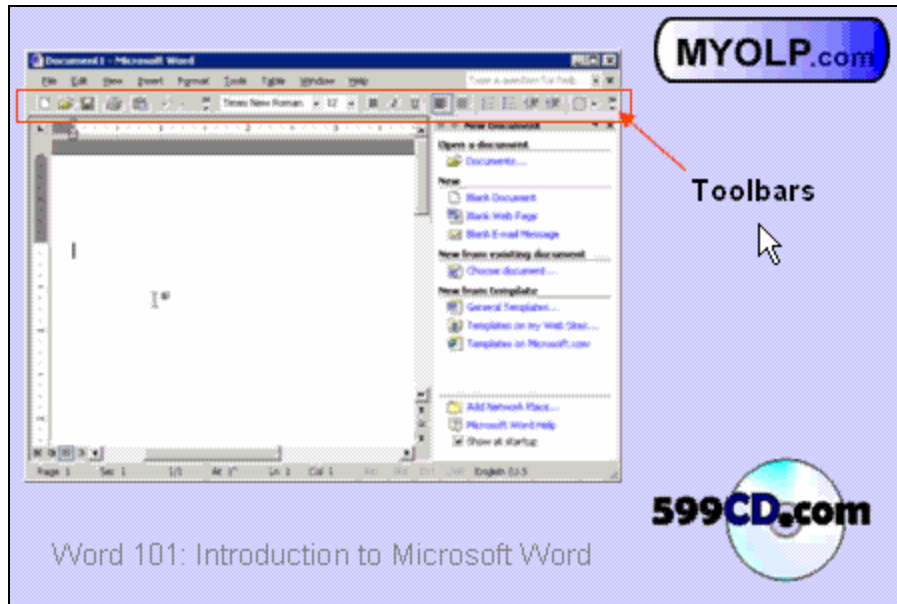 MYOLP.com
Document1 - Microsoft Word
File Edit View Insert Format Tools Table Window Help
Type a question for help
Times New Roman 12 B I U
New Document
Open a document
Documents...
Toolbars
New
Blank Document
Blank Web Page
Blank E-mail Message
New from existing document
Choose document...
New from template
General Templates...
Templates on my Web Sites...
Templates on Microsoft.com
Add Network Place...
Microsoft Word Help
Show at startup
Page 1 Sec 1 1/1 At 1" Ln 1 Col 1 English (U.S
599CD.com
Word 101: Introduction to Microsoft Word